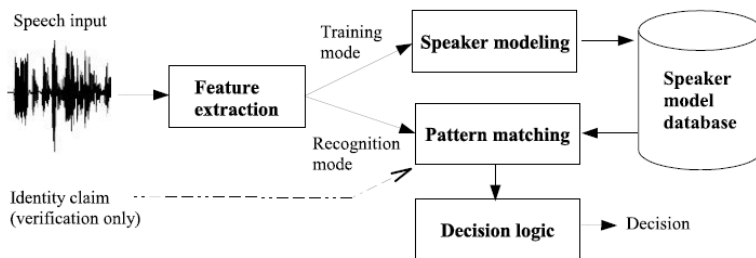 Speech input
Training
mode
Speaker modeling
Feature
extraction
Speaker
model
database
Recognition
mode
Pattern matching
Identity claim
(verification only)
Decision logic
Decision